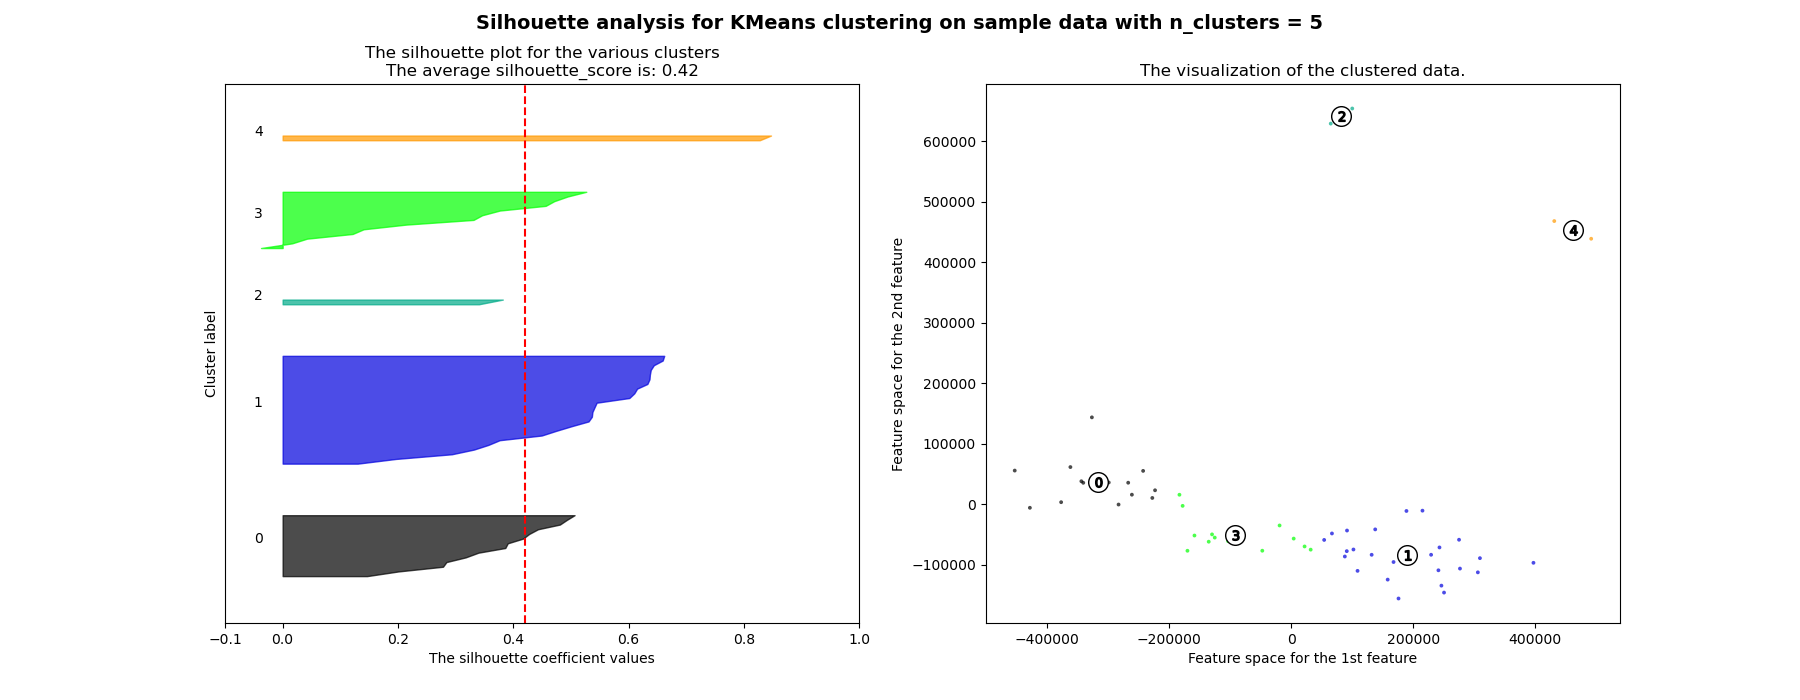 Silhouette analysis for KMeans clustering on sample data with n_clusters = 5
The silhouette plot for the various clusters
The average silhouette_score is: 0.42
Cluster label
4
3
2
1
0
−0.1 0.0 0.2 0.4 0.6 0.8 1.0
The silhouette coefficient values
The visualization of the clustered data.
Feature space for the 2nd feature
600000
500000
400000
300000
200000
100000
0
−100000
2
4
0
3
1
−400000 −200000 0 200000 400000
Feature space for the 1st feature